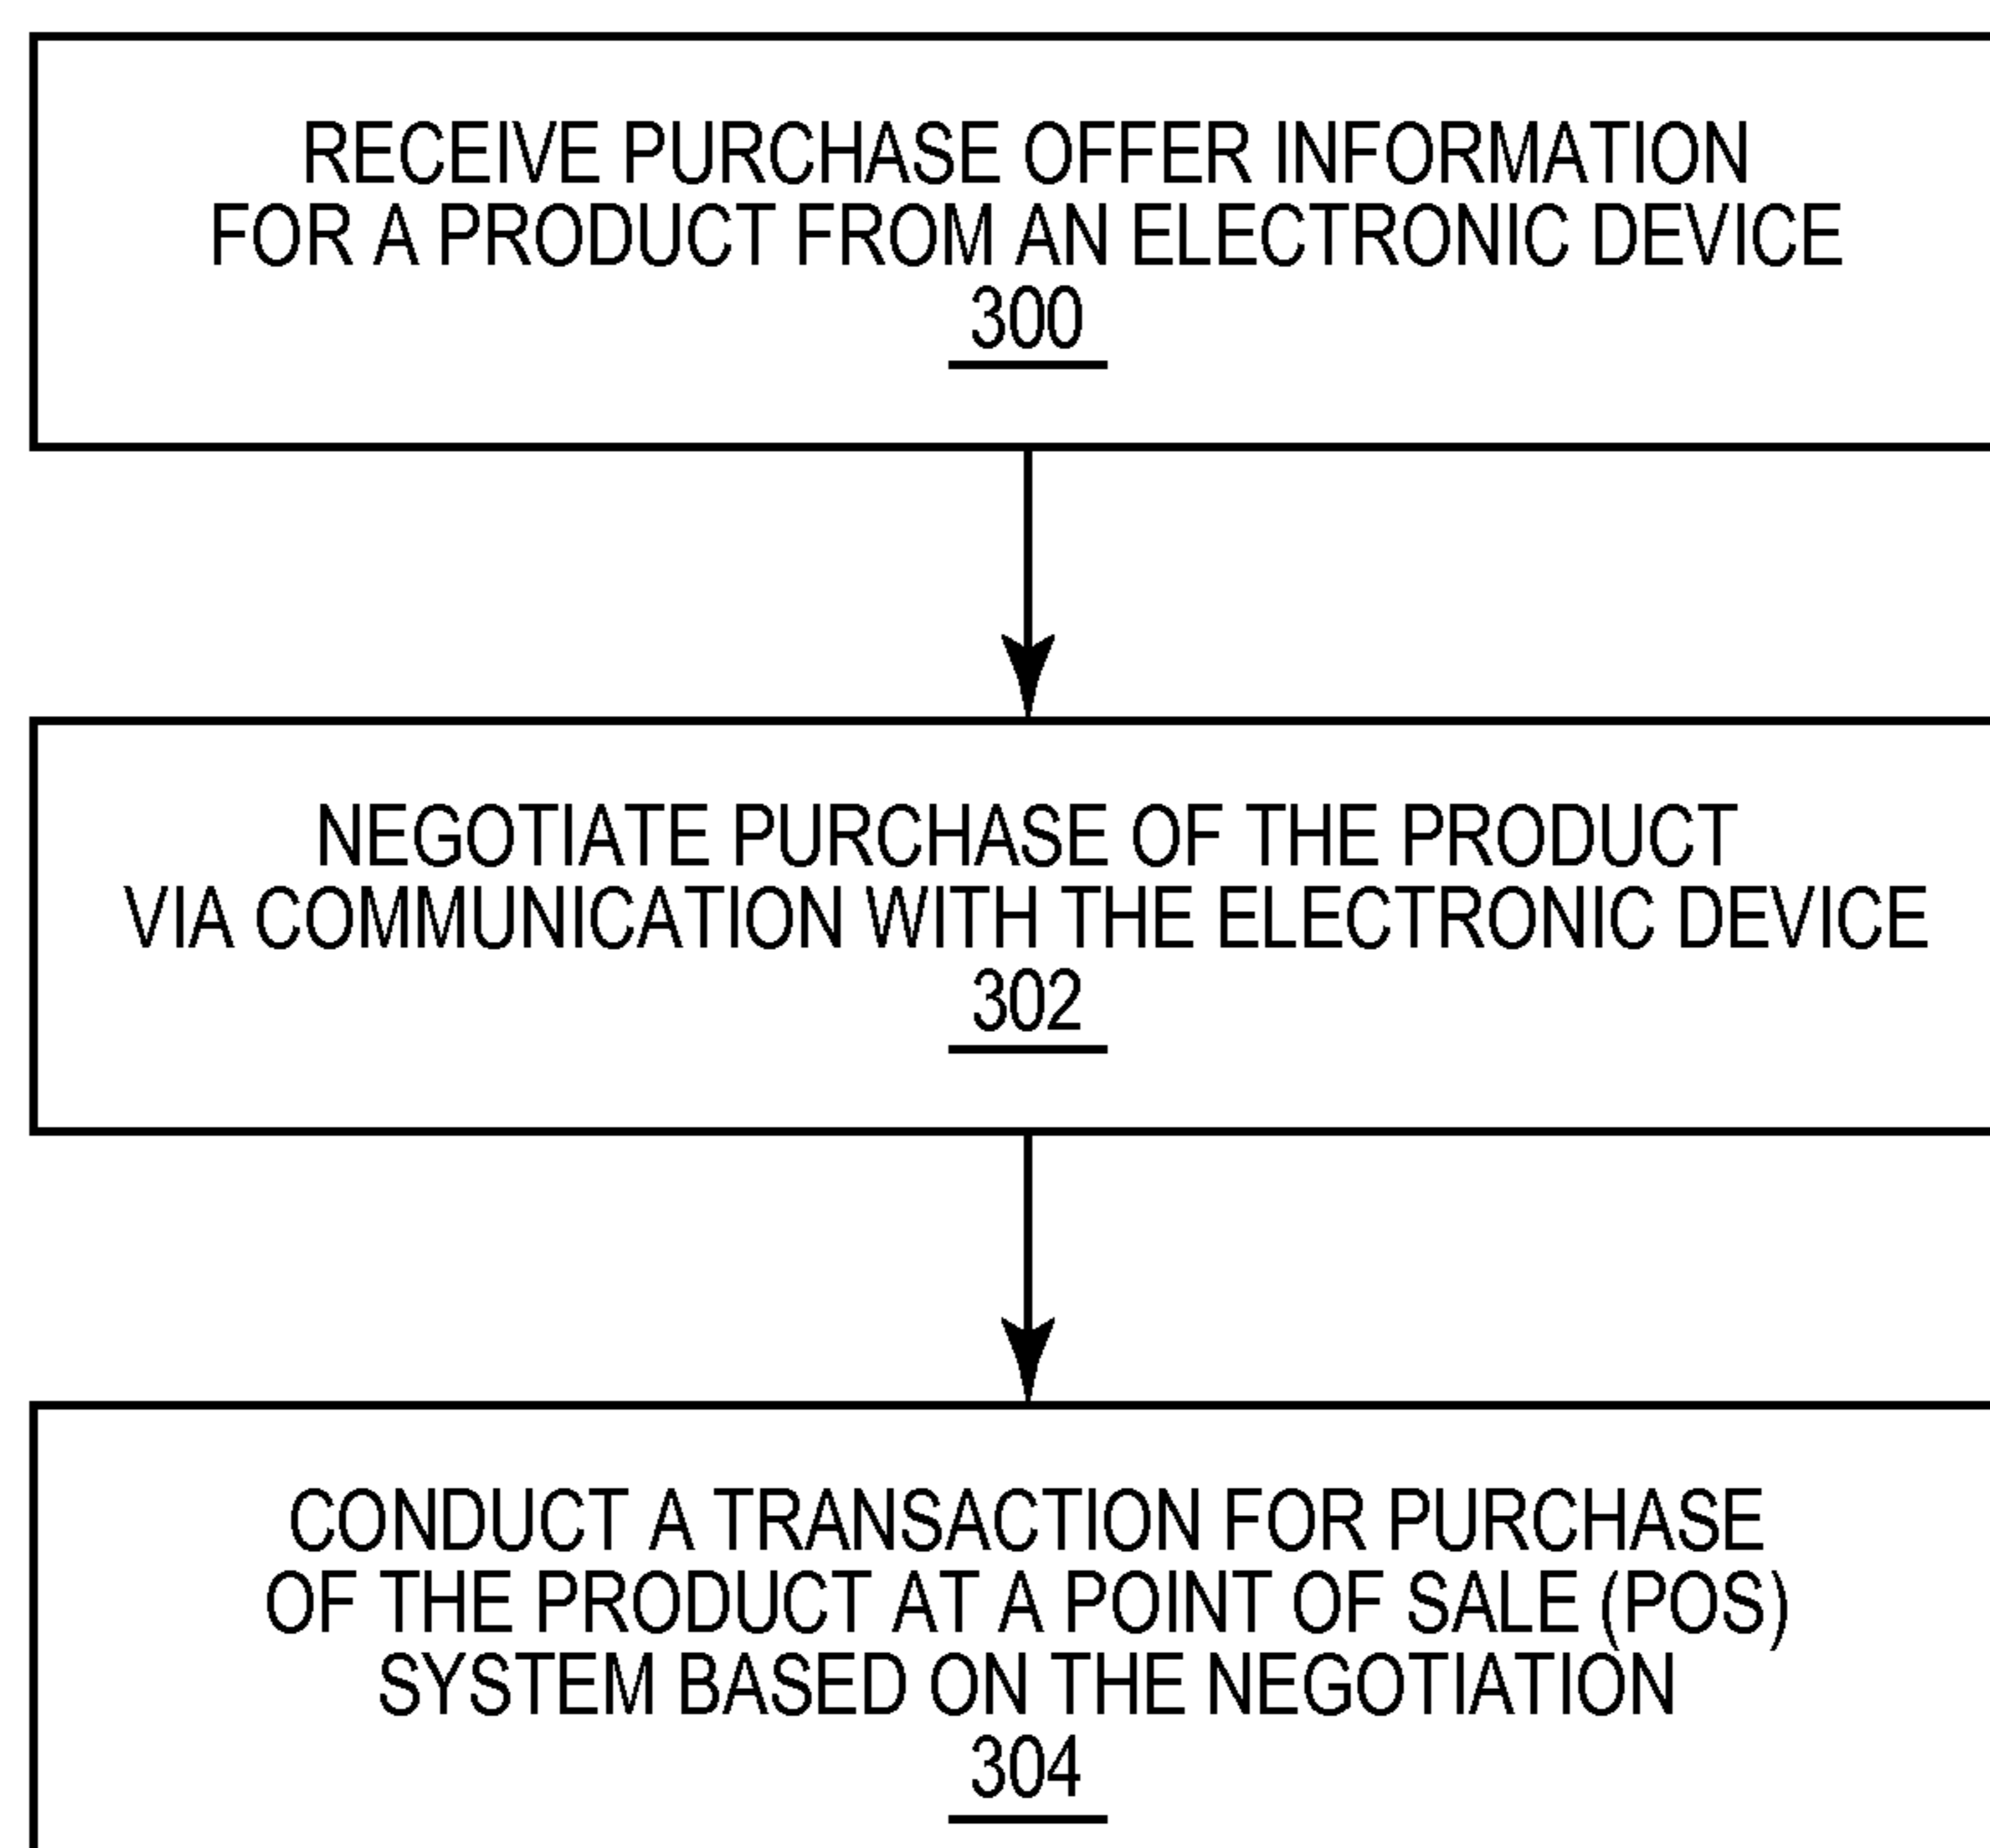 RECEIVE PURCHASE OFFER INFORMATION
FOR A PRODUCT FROM AN ELECTRONIC DEVICE
300
NEGOTIATE PURCHASE OF THE PRODUCT
VIA COMMUNICATION WITH THE ELECTRONIC DEVICE
302
CONDUCT A TRANSACTION FOR PURCHASE
OF THE PRODUCT AT A POINT OF SALE (POS)
SYSTEM BASED ON THE NEGOTIATION
304